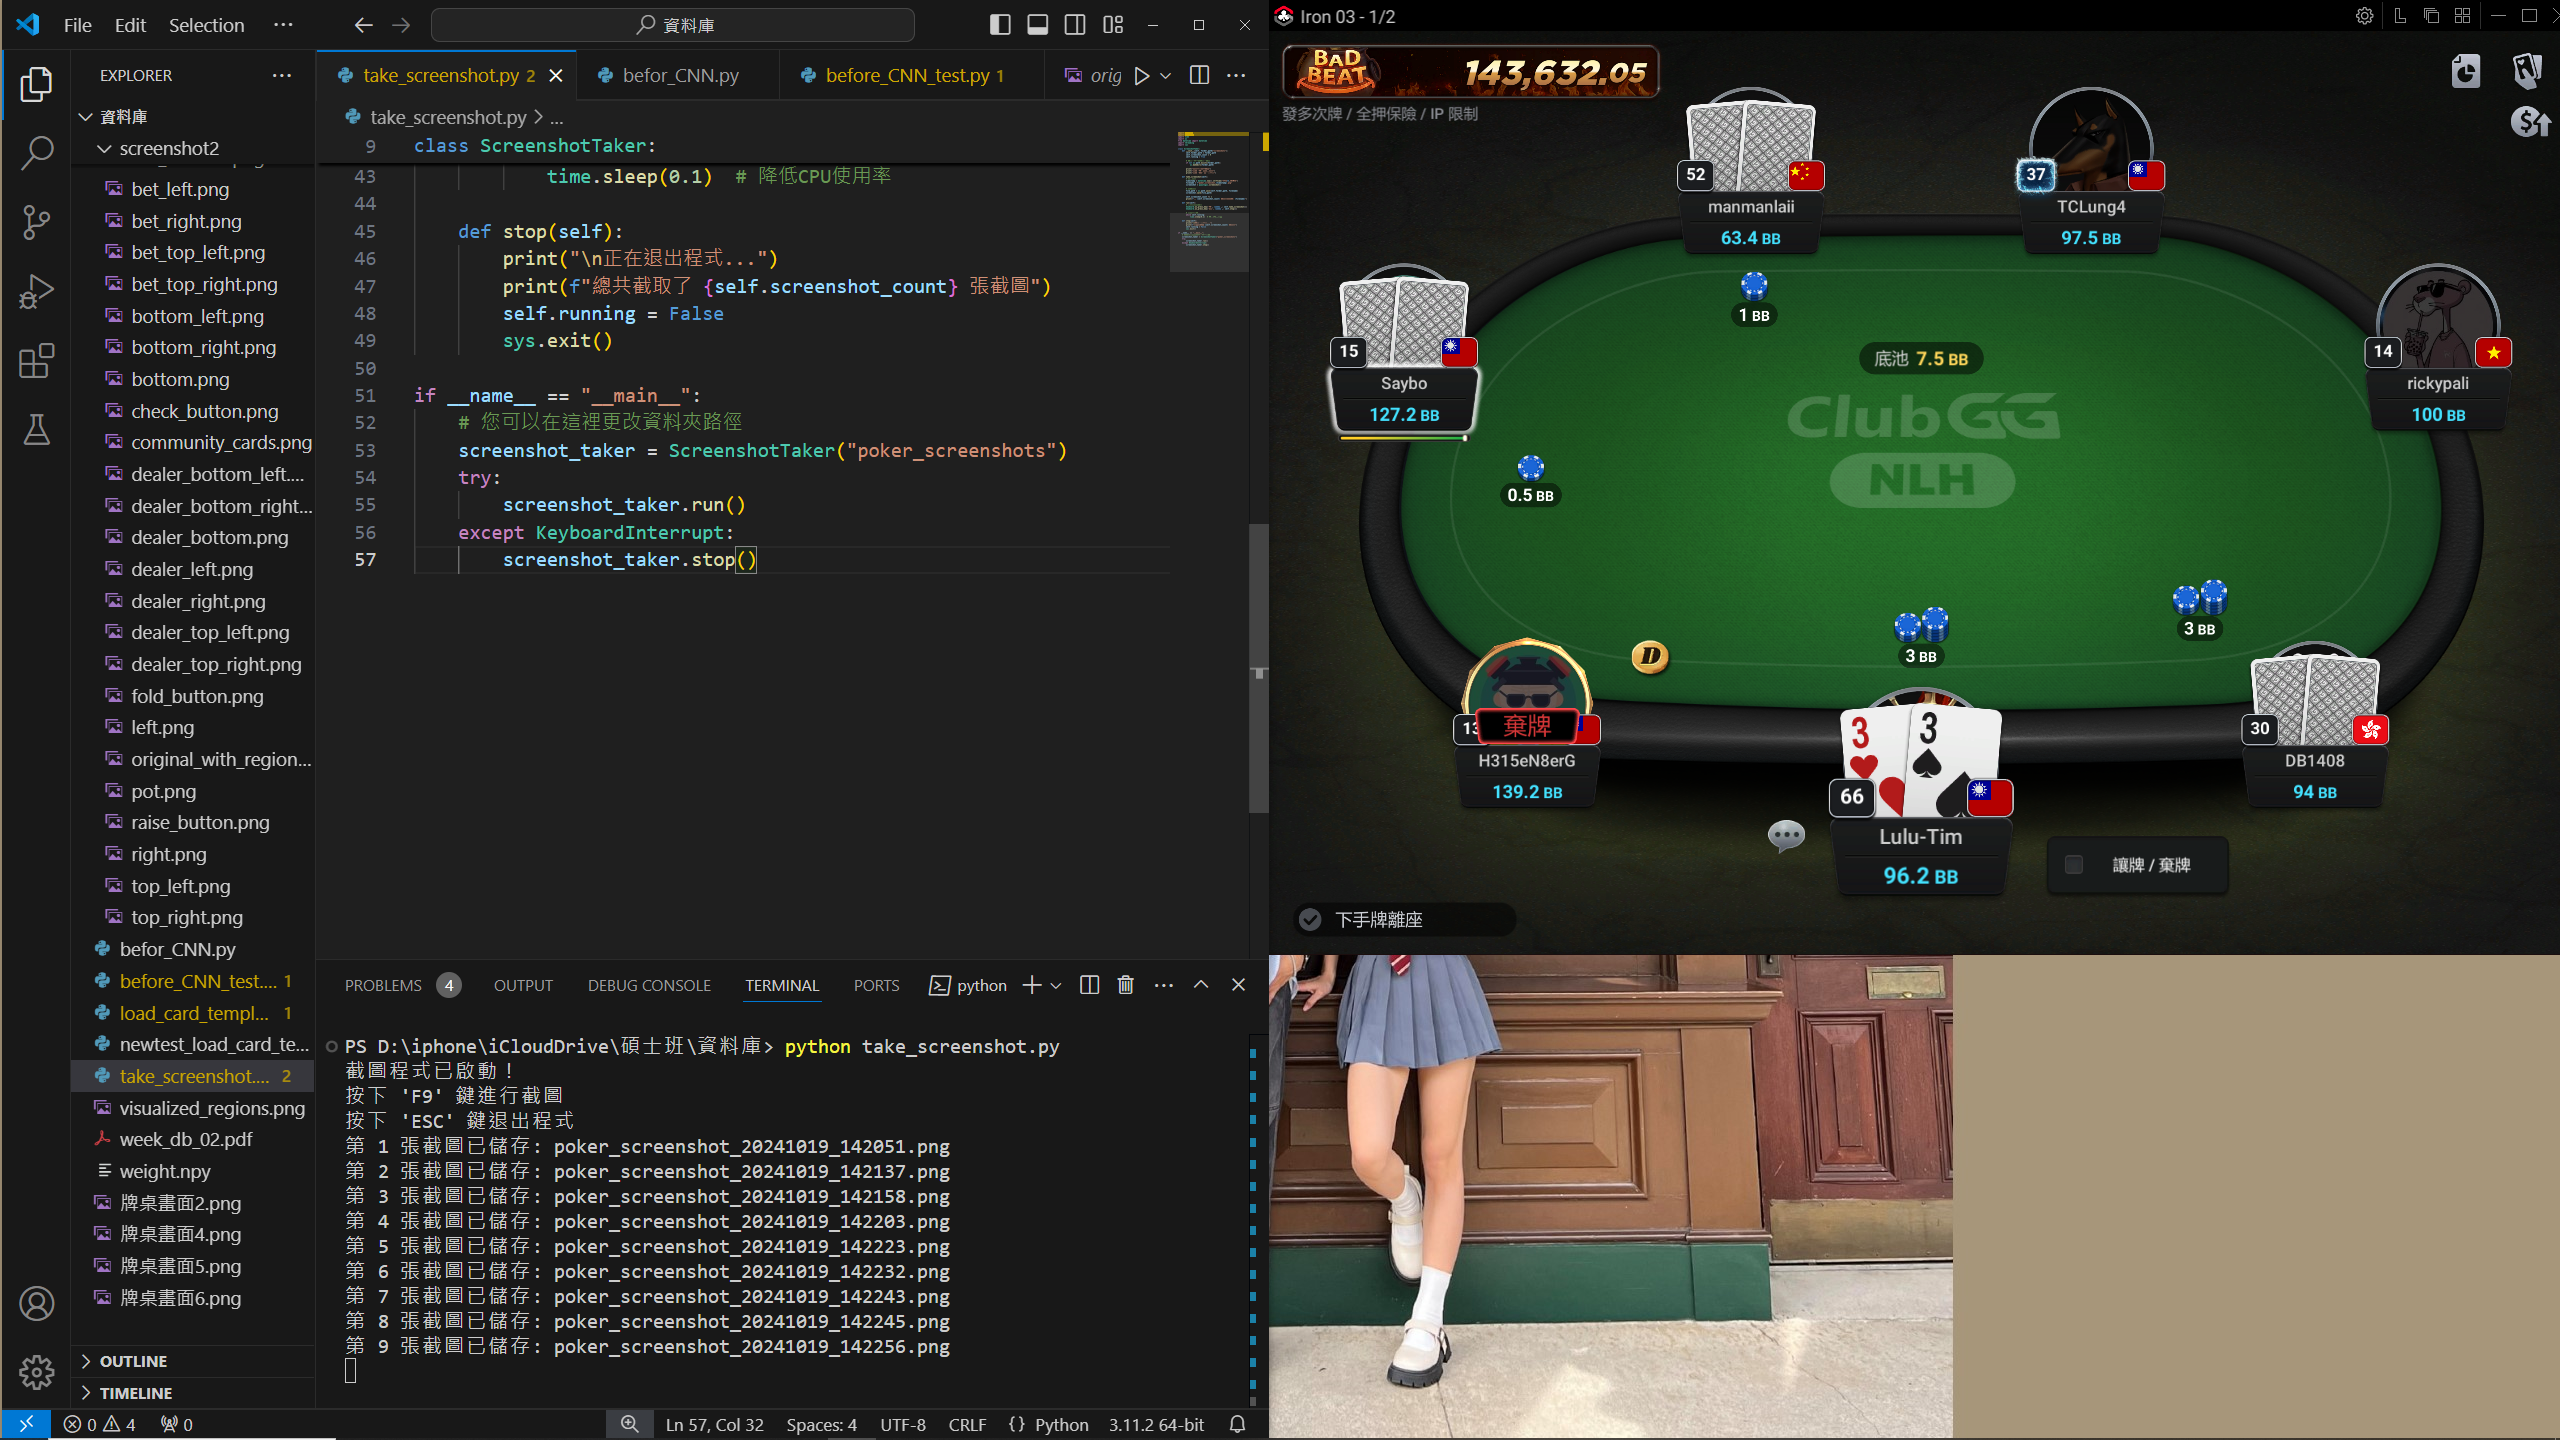 File Edit Selection ···
資料庫
EXPLORER ···
資料庫
screenshot2
bet_left.png
bet_right.png
bet_top_left.png
bet_top_right.png
bottom_left.png
bottom_right.png
bottom.png
check_button.png
community_cards.png
dealer_bottom_left....
dealer_bottom_right...
dealer_bottom.png
dealer_left.png
dealer_right.png
dealer_top_left.png
dealer_top_right.png
fold_button.png
left.png
original_with_region...
pot.png
raise_button.png
right.png
top_left.png
top_right.png
befor_CNN.py
before_CNN_test.... 1
load_card_templ... 1
newtest_load_card_te...
take_screenshot.... 2
visualized_regions.png
week_db_02.pdf
weight.npy
牌桌畫面2.png
牌桌畫面4.png
牌桌畫面5.png
牌桌畫面6.png
OUTLINE
TIMELINE
take_screenshot.py 2 befor_CNN.py before_CNN_test.py 1 orig
take_screenshot.py > ...
9 class ScreenshotTaker:
43 time.sleep(0.1) # 降低CPU使用率
44
45 def stop(self):
46 print("\n正在退出程式...")
47 print(f"總共截取了 {self.screenshot_count} 張截圖")
48 self.running = False
49 sys.exit()
50
51 if __name__ == "__main__":
52 # 您可以在這裡更改資料夾路徑
53 screenshot_taker = ScreenshotTaker("poker_screenshots")
54 try:
55 screenshot_taker.run()
56 except KeyboardInterrupt:
57 screenshot_taker.stop()
PROBLEMS 4 OUTPUT DEBUG CONSOLE TERMINAL PORTS python
PS D:\iphone\iCloudDrive\碩士班\資料庫> python take_screenshot.py
截圖程式已啟動！
按下 'F9' 鍵進行截圖
按下 'ESC' 鍵退出程式
第 1 張截圖已儲存: poker_screenshot_20241019_142051.png
第 2 張截圖已儲存: poker_screenshot_20241019_142137.png
第 3 張截圖已儲存: poker_screenshot_20241019_142158.png
第 4 張截圖已儲存: poker_screenshot_20241019_142203.png
第 5 張截圖已儲存: poker_screenshot_20241019_142223.png
第 6 張截圖已儲存: poker_screenshot_20241019_142232.png
第 7 張截圖已儲存: poker_screenshot_20241019_142243.png
第 8 張截圖已儲存: poker_screenshot_20241019_142245.png
第 9 張截圖已儲存: poker_screenshot_20241019_142256.png
0 4 0 Ln 57, Col 32 Spaces: 4 UTF-8 CRLF {} Python 3.11.2 64-bit
Iron 03 - 1/2
BAD BEAT 143,632.05
發多次牌 / 全押保險 / IP 限制
52
manmanlaii
63.4 BB
37
TCLung4
97.5 BB
1 BB
15
Saybo
127.2 BB
底池 7.5 BB
14
rickypali
100 BB
ClubGG
NLH
0.5 BB
3 BB
3 BB
D
棄牌
H315eN8erG
139.2 BB
3 3
66
Lulu-Tim
96.2 BB
30
DB1408
94 BB
讓牌 / 棄牌
下手牌離座